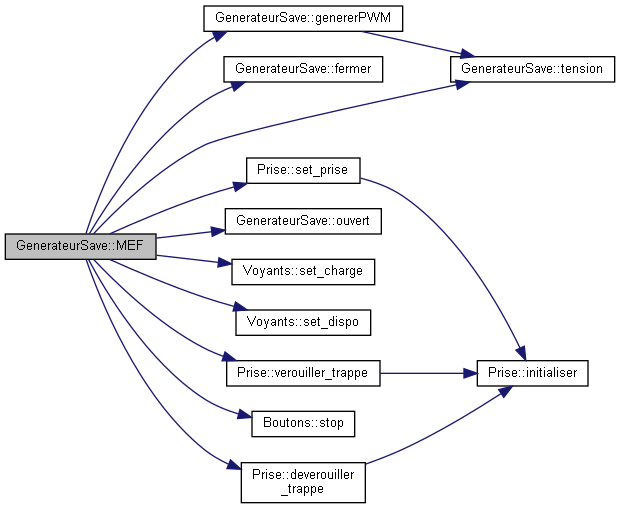 GenerateurSave::genererPWM
GenerateurSave::fermer
GenerateurSave::tension
Prise::set_prise
GenerateurSave::ouvert
GenerateurSave::MEF
Voyants::set_charge
Voyants::set_dispo
Prise::verouiller_trappe
Prise::initialiser
Boutons::stop
Prise::deverouiller
_trappe